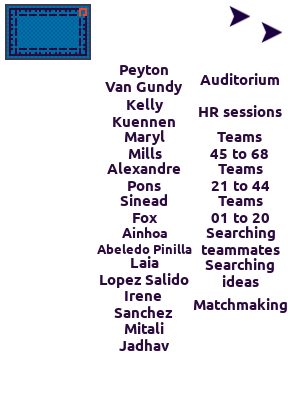 Peyton
Van Gundy
Auditorium
Kelly
Kuennen
HR sessions
Maryl
Mills
Teams
45 to 68
Alexandre
Pons
Teams
21 to 44
Sinead
Fox
Teams
01 to 20
Ainhoa
Abeledo Pinilla
Searching
teammates
Laia
Lopez Salido
Searching
ideas
Irene
Sanchez
Matchmaking
Mitali
Jadhav